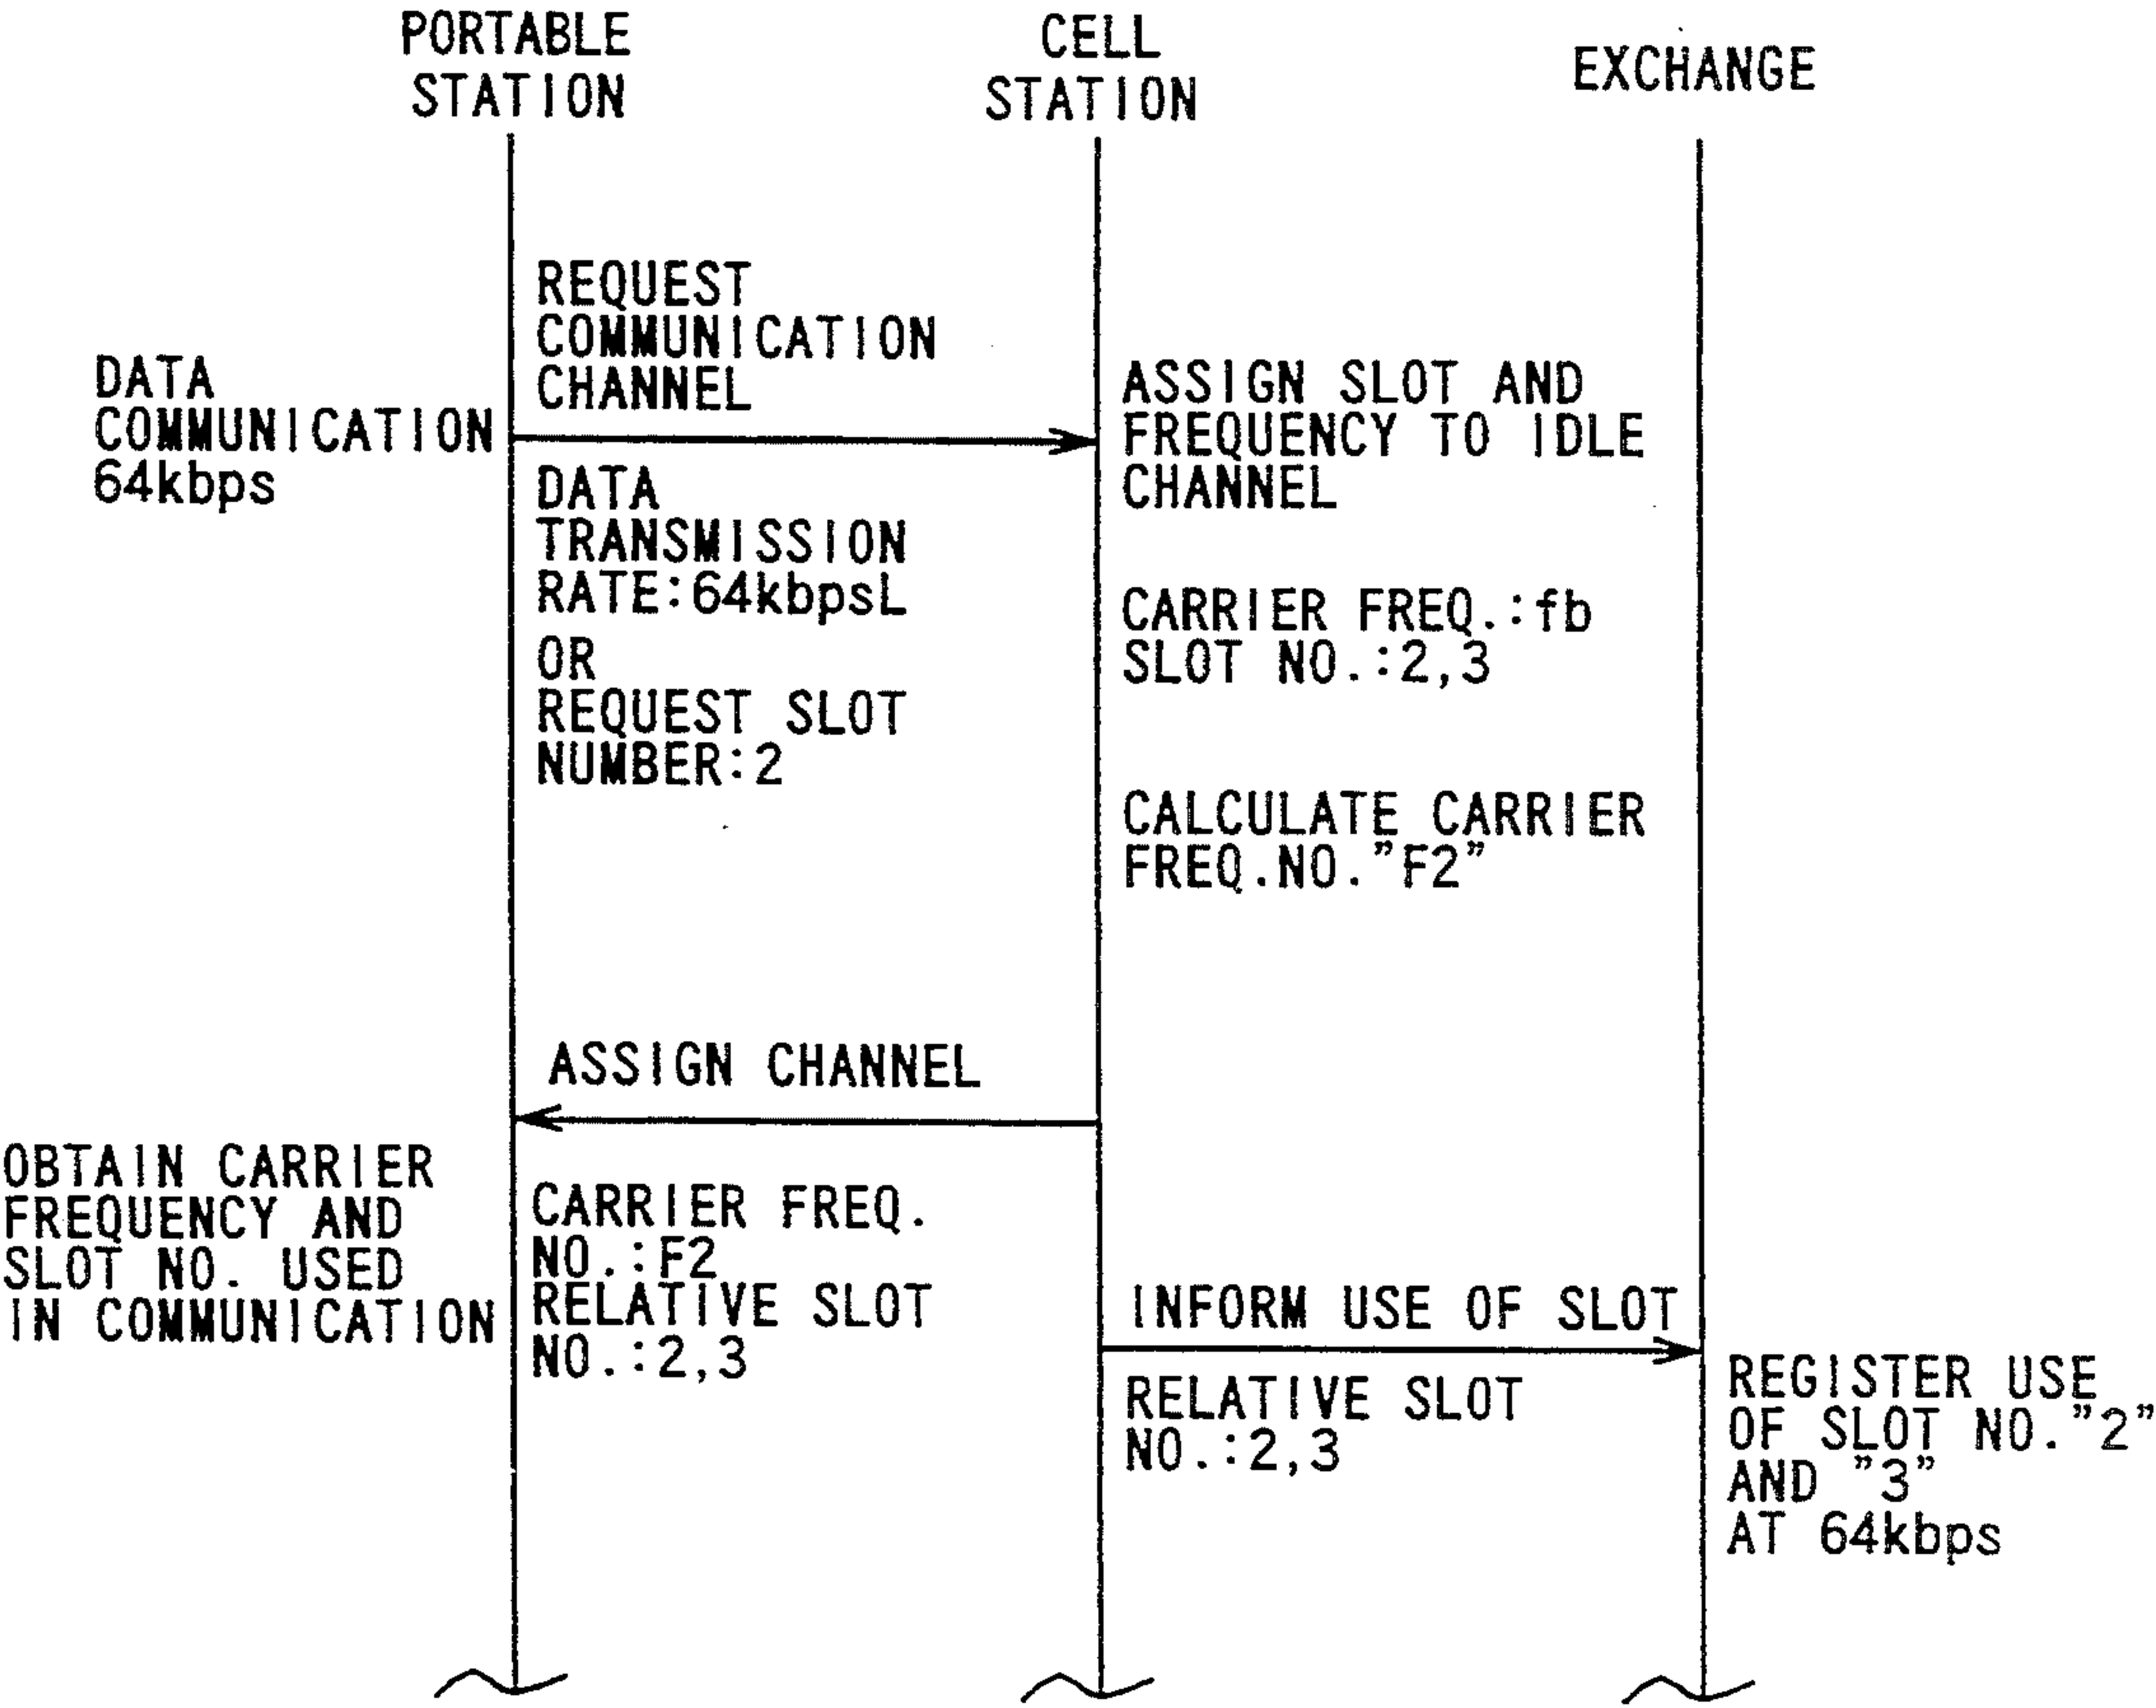 PORTABLE
STATION
CELL
STATION
EXCHANGE
REQUEST
COMMUNICATION
CHANNEL
DATA
COMMUNICATION
64kbps
DATA
TRANSMISSION
RATE:64kbpsL
OR
REQUEST SLOT
NUMBER:2
ASSIGN SLOT AND
FREQUENCY TO IDLE
CHANNEL
CARRIER FREQ.:fb
SLOT NO.:2,3
CALCULATE CARRIER
FREQ.NO."F2"
ASSIGN CHANNEL
OBTAIN CARRIER
FREQUENCY AND
SLOT NO. USED
IN COMMUNICATION
CARRIER FREQ.
NO.:F2
RELATIVE SLOT
NO.:2,3
INFORM USE OF SLOT
RELATIVE SLOT
NO.:2,3
REGISTER USE
OF SLOT NO."2"
AND "3"
AT 64kbps